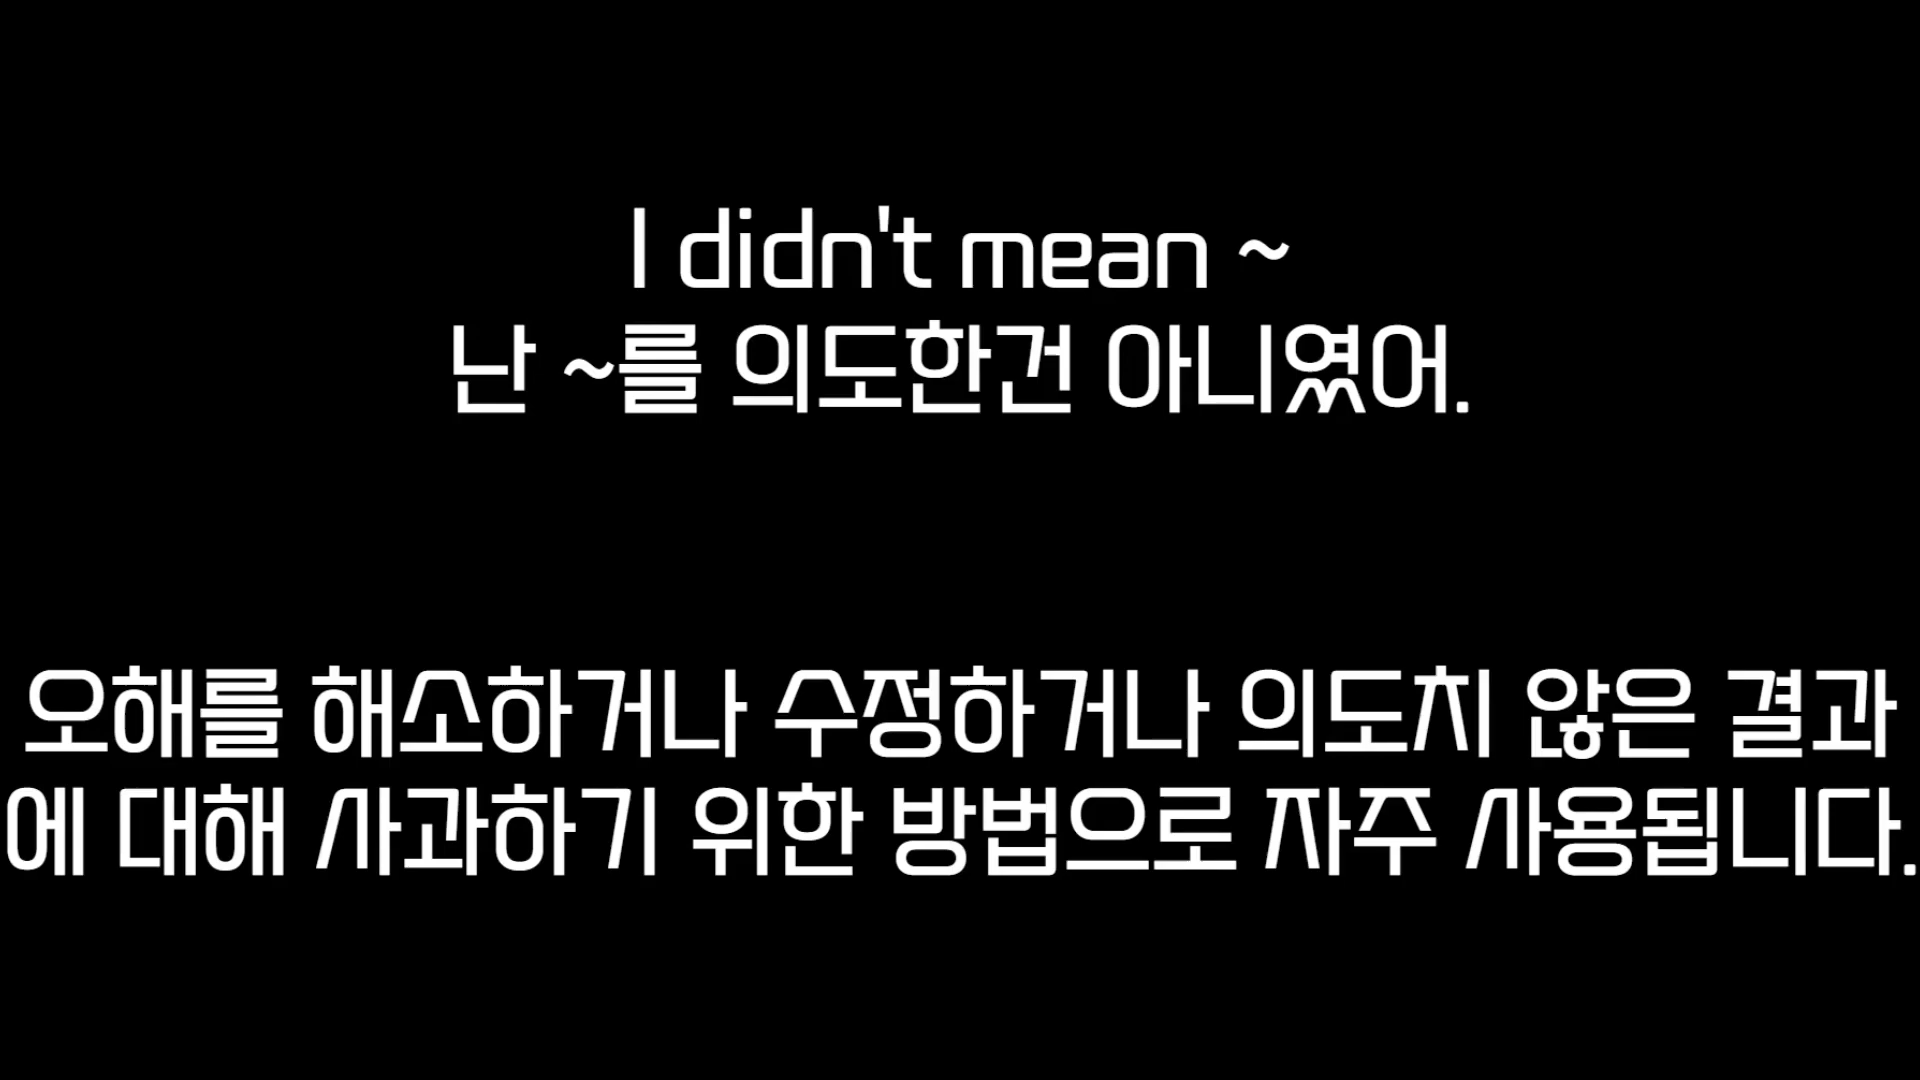 I didn't mean ~
난 ~를 의도한건 아니였어.
오해를 해소하거나 수정하거나 의도치 않은 결과
에 대해 사과하기 위한 방법으로 자주 사용됩니다.